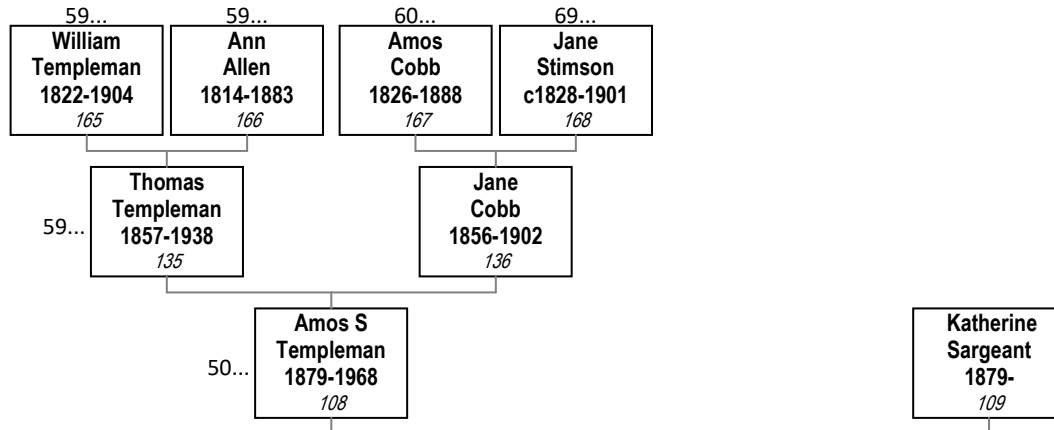 59...
59...
60...
69...
William
Templeman
1822-1904
165
Ann
Allen
1814-1883
166
Amos
Cobb
1826-1888
167
Jane
Stimson
c1828-1901
168
59...
Thomas
Templeman
1857-1938
135
Jane
Cobb
1856-1902
136
50...
Amos S
Templeman
1879-1968
108
Katherine
Sargeant
1879-
109